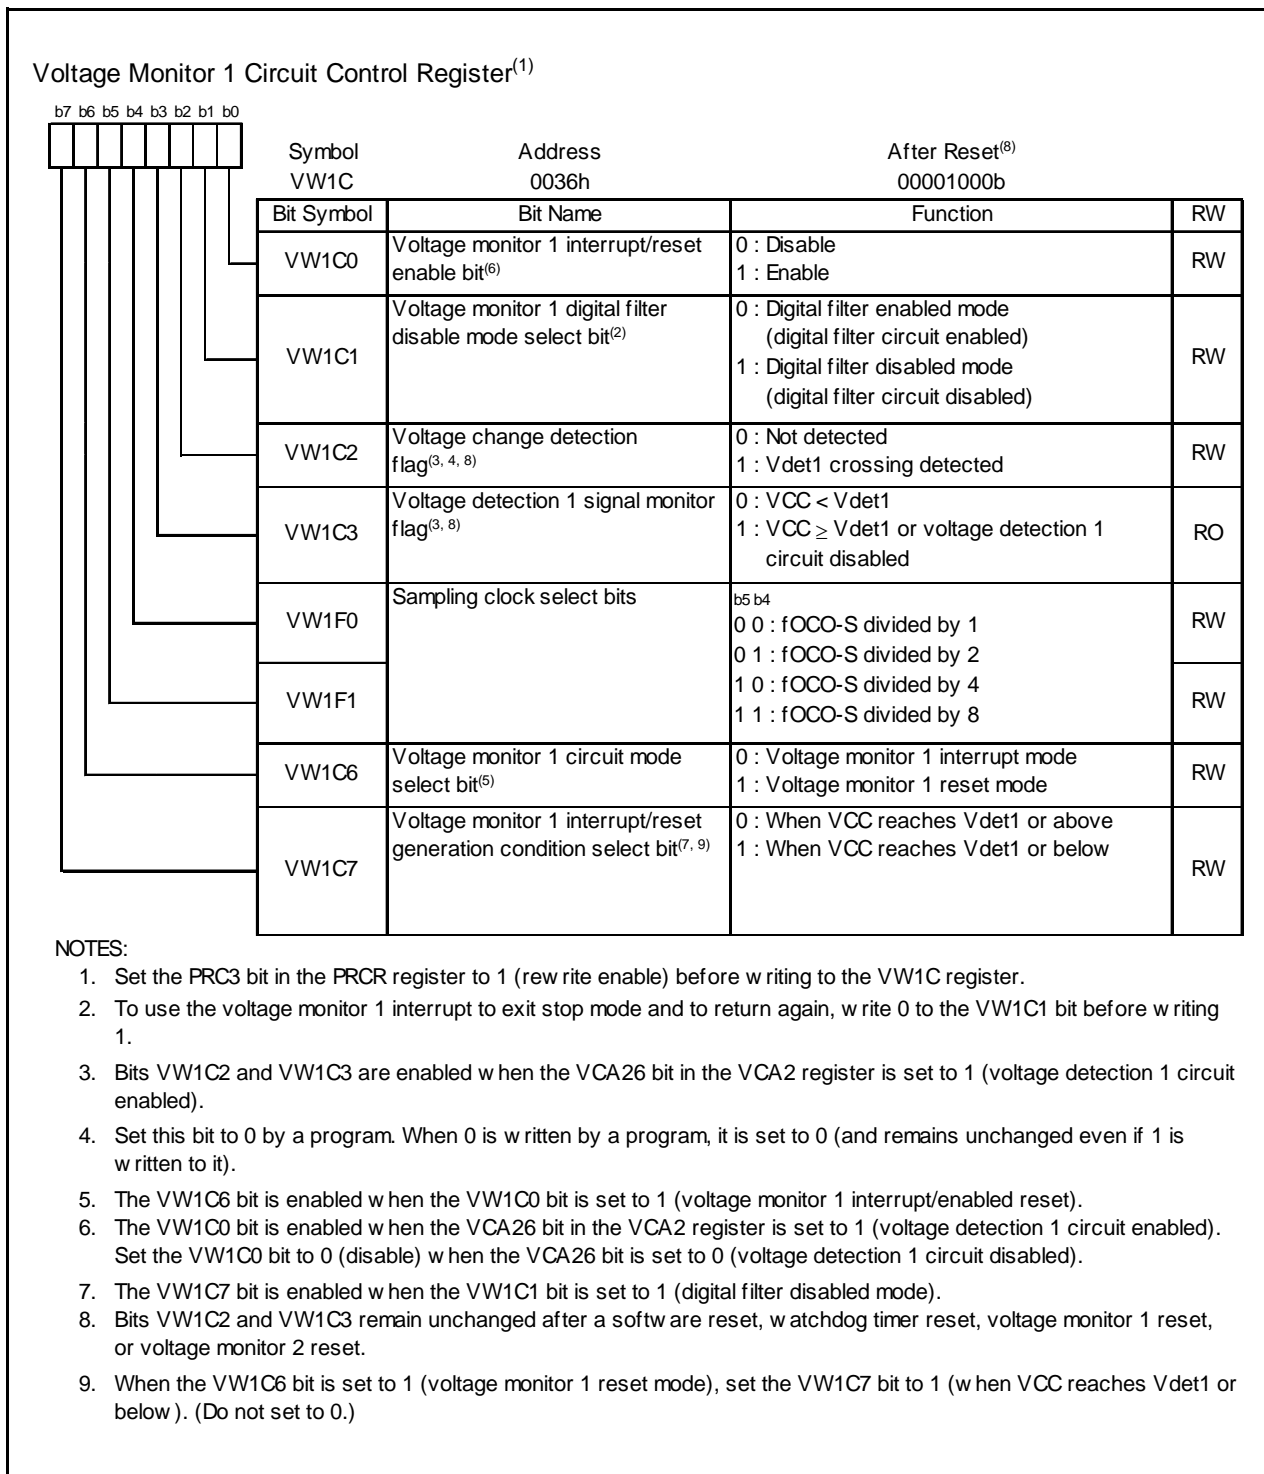 Voltage Monitor 1 Circuit Control Register(1)
b7 b6 b5 b4 b3 b2 b1 b0
Symbol Address After Reset(8)
VW1C 0036h 00001000b
Bit Symbol Bit Name Function RW
VW1C0 Voltage monitor 1 interrupt/reset 0 : Disable RW
enable bit(6) 1 : Enable
VW1C1 Voltage monitor 1 digital filter 0 : Digital filter enabled mode RW
disable mode select bit(2) (digital filter circuit enabled)
1 : Digital filter disabled mode
(digital filter circuit disabled)
VW1C2 Voltage change detection 0 : Not detected RW
flag(3, 4, 8) 1 : Vdet1 crossing detected
VW1C3 Voltage detection 1 signal monitor 0 : VCC < Vdet1 RO
flag(3, 8) 1 : VCC ≥ Vdet1 or voltage detection 1
circuit disabled
VW1F0 Sampling clock select bits b5 b4 RW
0 0 : fOCO-S divided by 1
0 1 : fOCO-S divided by 2
VW1F1 1 0 : fOCO-S divided by 4 RW
1 1 : fOCO-S divided by 8
VW1C6 Voltage monitor 1 circuit mode 0 : Voltage monitor 1 interrupt mode RW
select bit(5) 1 : Voltage monitor 1 reset mode
VW1C7 Voltage monitor 1 interrupt/reset 0 : When VCC reaches Vdet1 or above RW
generation condition select bit(7, 9) 1 : When VCC reaches Vdet1 or below
NOTES:
1. Set the PRC3 bit in the PRCR register to 1 (rewrite enable) before writing to the VW1C register.
2. To use the voltage monitor 1 interrupt to exit stop mode and to return again, write 0 to the VW1C1 bit before writing
1.
3. Bits VW1C2 and VW1C3 are enabled when the VCA26 bit in the VCA2 register is set to 1 (voltage detection 1 circuit
enabled).
4. Set this bit to 0 by a program. When 0 is written by a program, it is set to 0 (and remains unchanged even if 1 is
written to it).
5. The VW1C6 bit is enabled when the VW1C0 bit is set to 1 (voltage monitor 1 interrupt/enabled reset).
6. The VW1C0 bit is enabled when the VCA26 bit in the VCA2 register is set to 1 (voltage detection 1 circuit enabled).
Set the VW1C0 bit to 0 (disable) when the VCA26 bit is set to 0 (voltage detection 1 circuit disabled).
7. The VW1C7 bit is enabled when the VW1C1 bit is set to 1 (digital filter disabled mode).
8. Bits VW1C2 and VW1C3 remain unchanged after a software reset, watchdog timer reset, voltage monitor 1 reset,
or voltage monitor 2 reset.
9. When the VW1C6 bit is set to 1 (voltage monitor 1 reset mode), set the VW1C7 bit to 1 (when VCC reaches Vdet1 or
below). (Do not set to 0.)